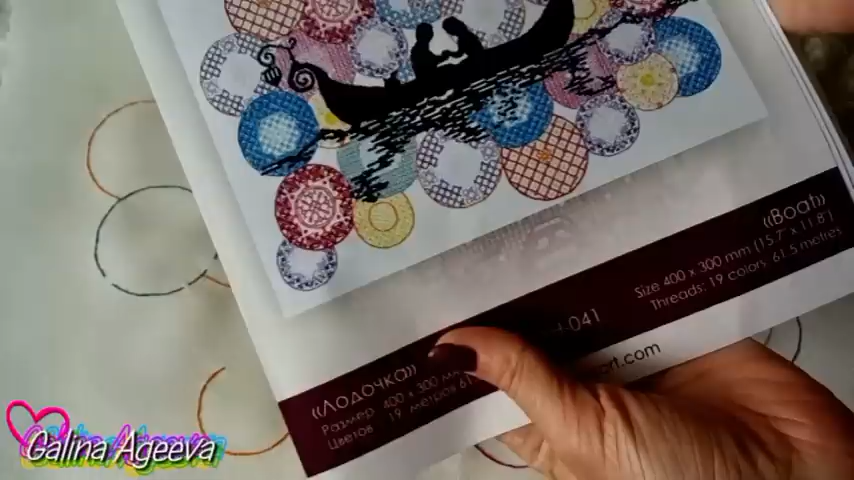 «Boat»
Size 400 x 300 mm (15.7" x 11.8")
Threads: 19 colors 61.5 metres
-041
rt.com
«Лодочка»
Размер 400 x 300 мм
Цветов 19 метров 61
Galina Ageeva